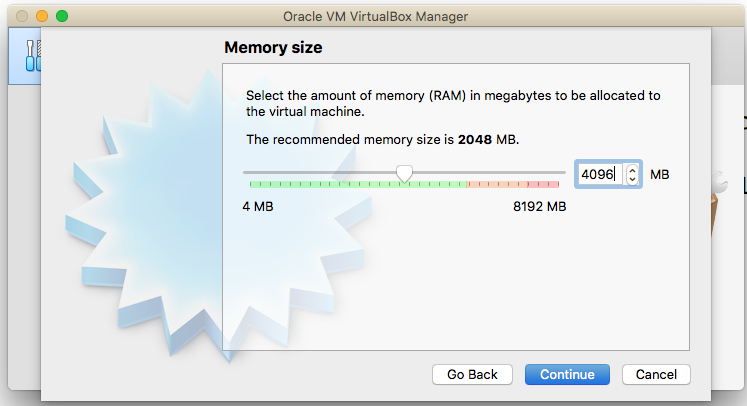 Oracle VM VirtualBox Manager
Memory size
Select the amount of memory (RAM) in megabytes to be allocated to
the virtual machine.
The recommended memory size is 2048 MB.
4096 MB
4 MB 8192 MB
Go Back Continue Cancel